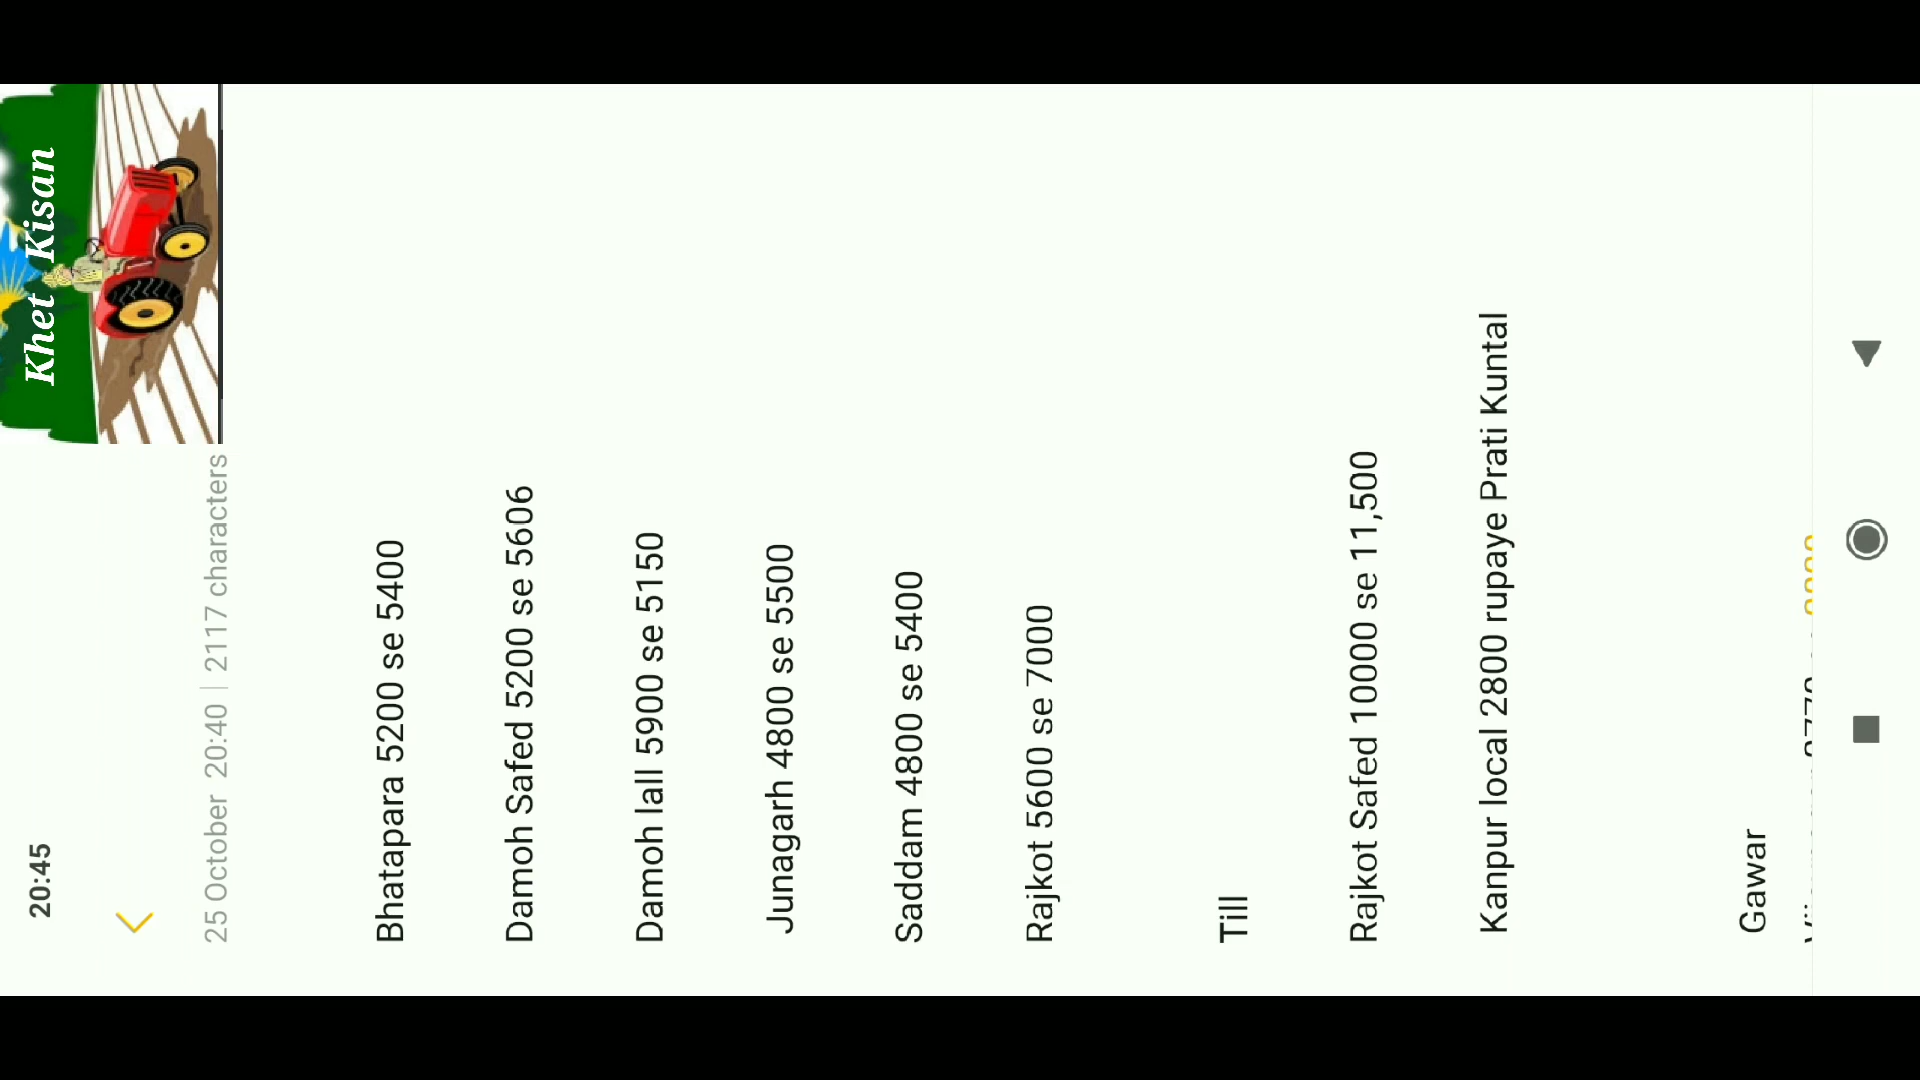 Khet Kisan
20:45
25 October 20:40 | 2117 characters
Bhatapara 5200 se 5400
Damoh Safed 5200 se 5606
Damoh lall 5900 se 5150
Junagarh 4800 se 5500
Saddam 4800 se 5400
Rajkot 5600 se 7000
Till
Rajkot Safed 10000 se 11,500
Kanpur local 2800 rupaye Prati Kuntal
Gawar